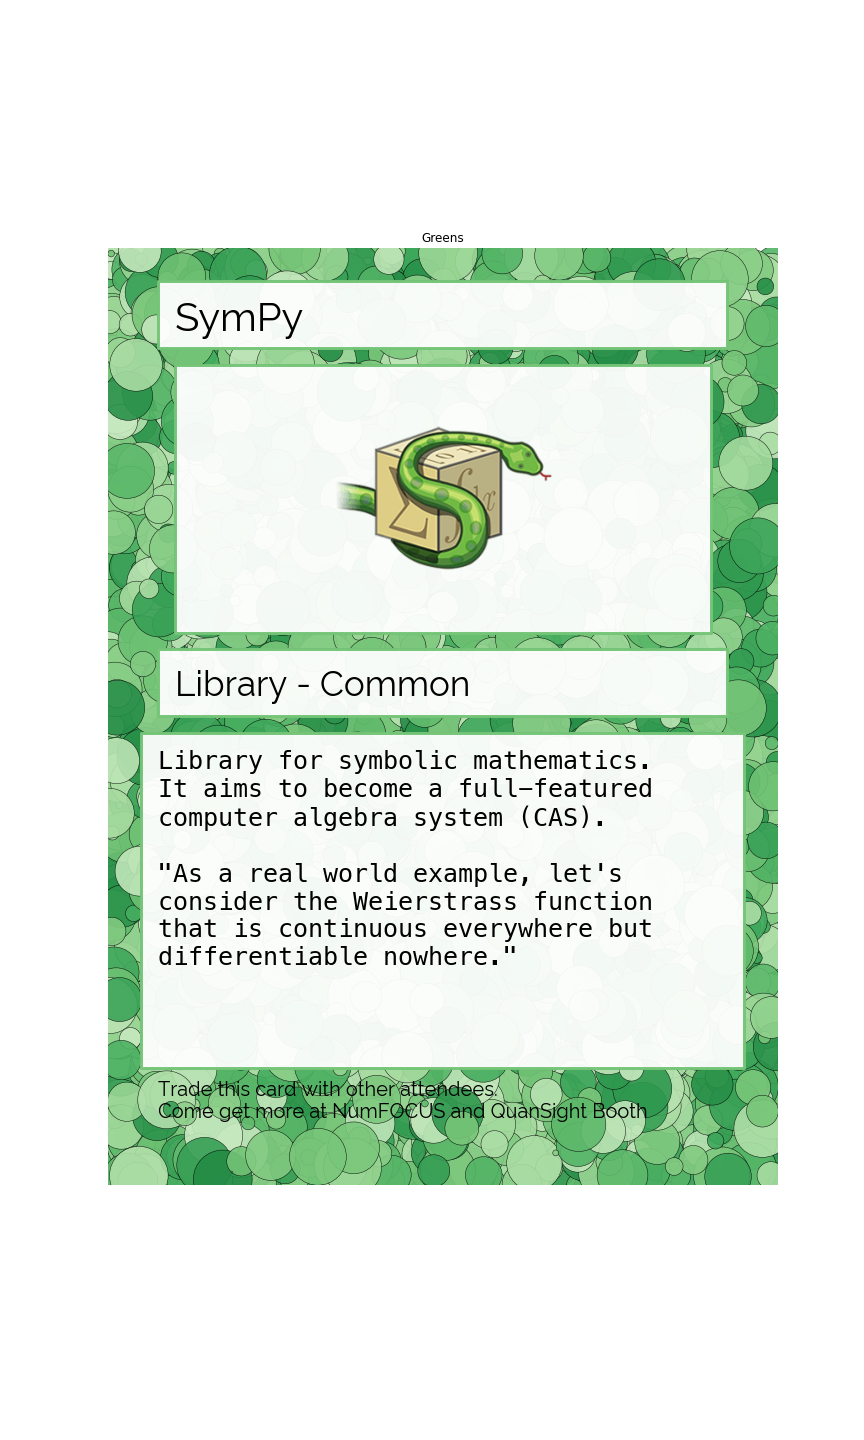 Greens
SymPy
Library - Common
Library for symbolic mathematics.
It aims to become a full−featured
computer algebra system (CAS).
"As a real world example, let's
consider the Weierstrass function
that is continuous everywhere but
differentiable nowhere."
Trade this card with other attendees.
Come get more at NumFOCUS and QuanSight Booth